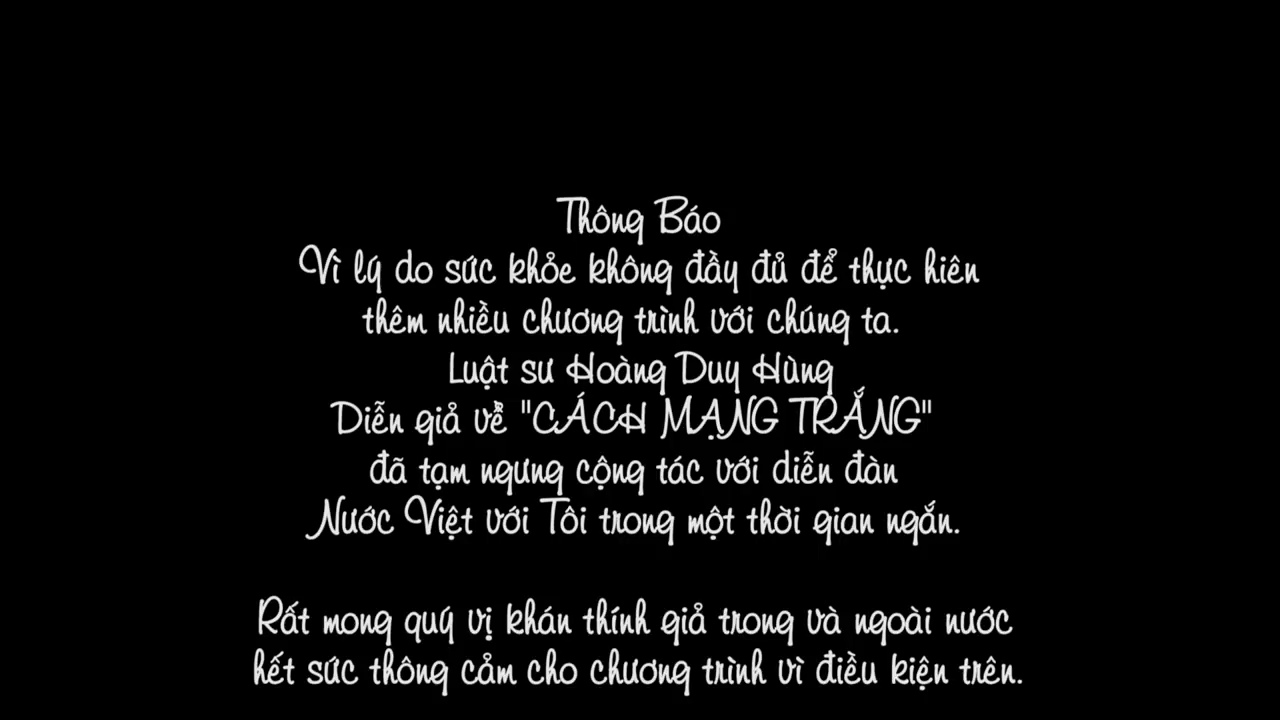 Thông Báo
Vì lý do sức khỏe không đầy đủ để thực hiên
thêm nhiều chương trình với chúng ta.
Luật sư Hoàng Duy Hùng
Diễn giả về "CÁCH MẠNG TRẮNG"
đã tạm ngưng cộng tác với diễn đàn
Nước Việt với Tôi trong một thời gian ngắn.
Rất mong quý vị khán thính giả trong và ngoài nước
hết sức thông cảm cho chương trình vì điều kiện trên.